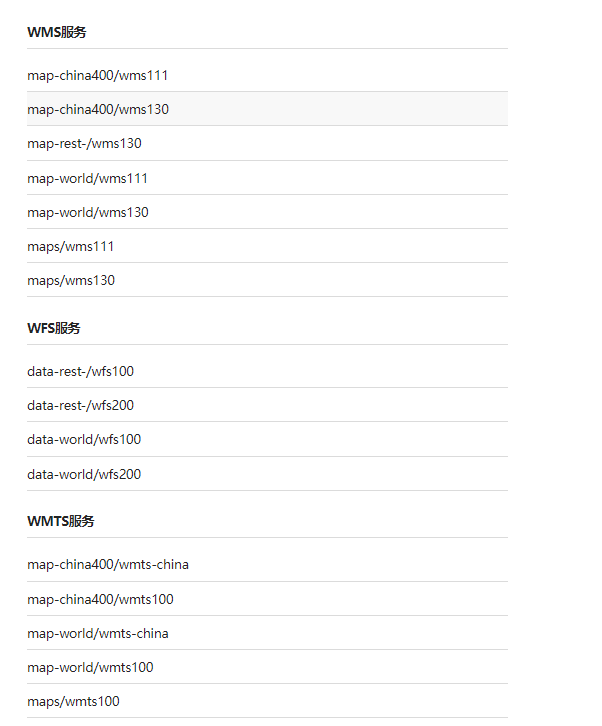 WMS服务
map-china400/wms111
map-china400/wms130
map-rest-/wms130
map-world/wms111
map-world/wms130
maps/wms111
maps/wms130
WFS服务
data-rest-/wfs100
data-rest-/wfs200
data-world/wfs100
data-world/wfs200
WMTS服务
map-china400/wmts-china
map-china400/wmts100
map-world/wmts-china
map-world/wmts100
maps/wmts100